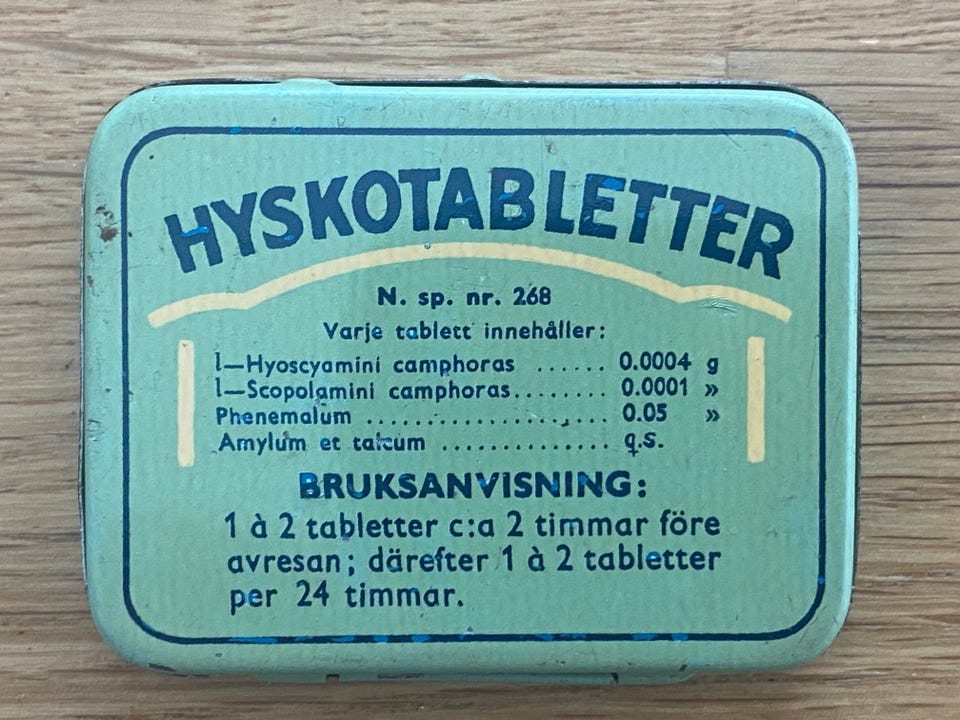 HYSKOTABLETTER
N. sp. nr. 268
Varje tablett innehåller:
l—Hyoscyamini camphoras ...... 0.0004 g
l—Scopolamini camphoras........ 0.0001 »
Phenemalum ........................ 0.05 »
Amylum et talcum ................ q.s.
BRUKSANVISNING:
1 à 2 tabletter c:a 2 timmar före
avresan; därefter 1 à 2 tabletter
per 24 timmar.